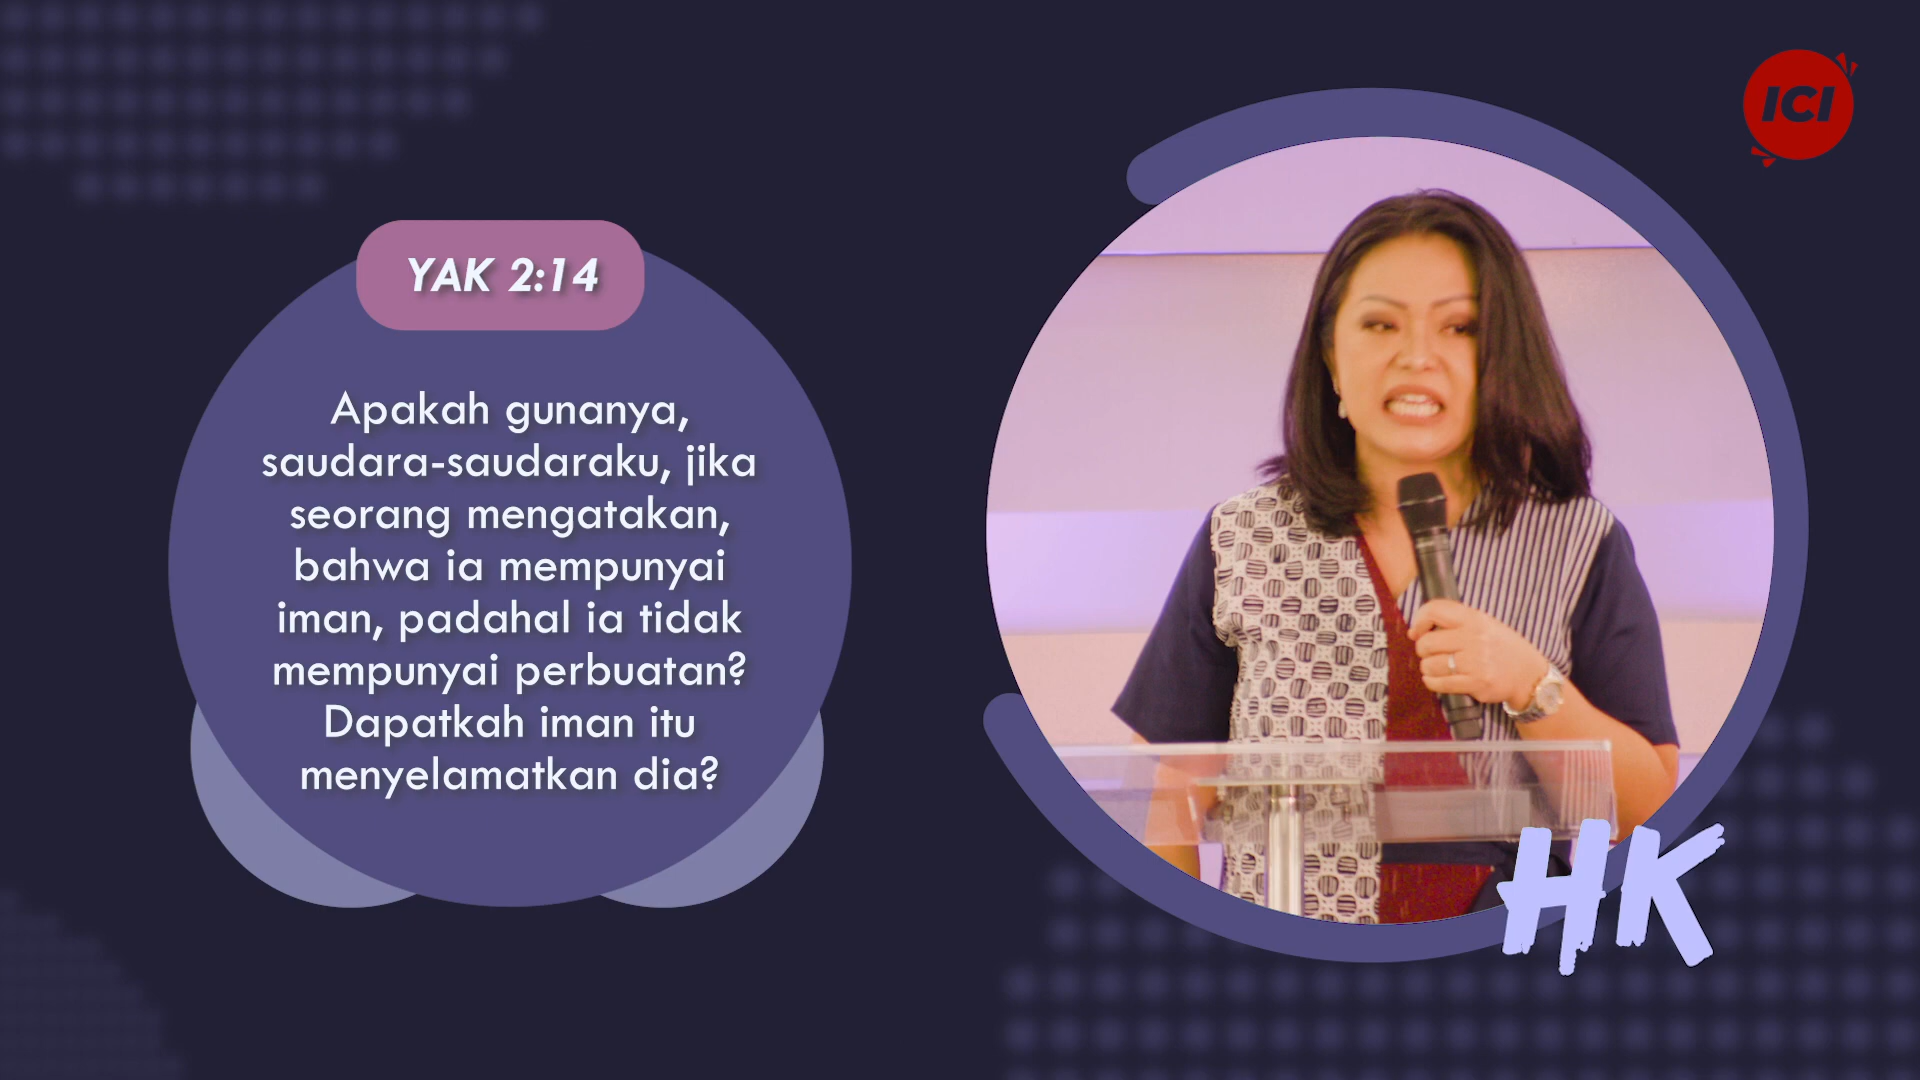 ICI
YAK 2:14
Apakah gunanya,
saudara-saudaraku, jika
seorang mengatakan,
bahwa ia mempunyai
iman, padahal ia tidak
mempunyai perbuatan?
Dapatkah iman itu
menyelamatkan dia?
HK